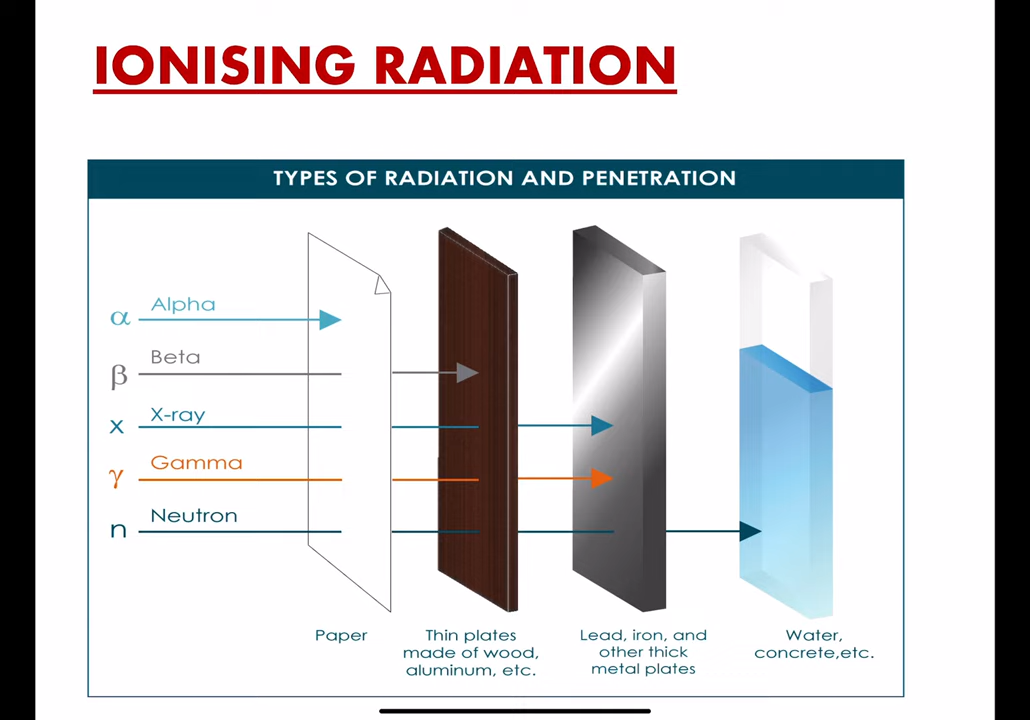 IONISING RADIATION
TYPES OF RADIATION AND PENETRATION
α Alpha
β Beta
x X-ray
γ Gamma
n Neutron
Paper
Thin plates
made of wood,
aluminum, etc.
Lead, iron, and
other thick
metal plates
Water,
concrete,etc.